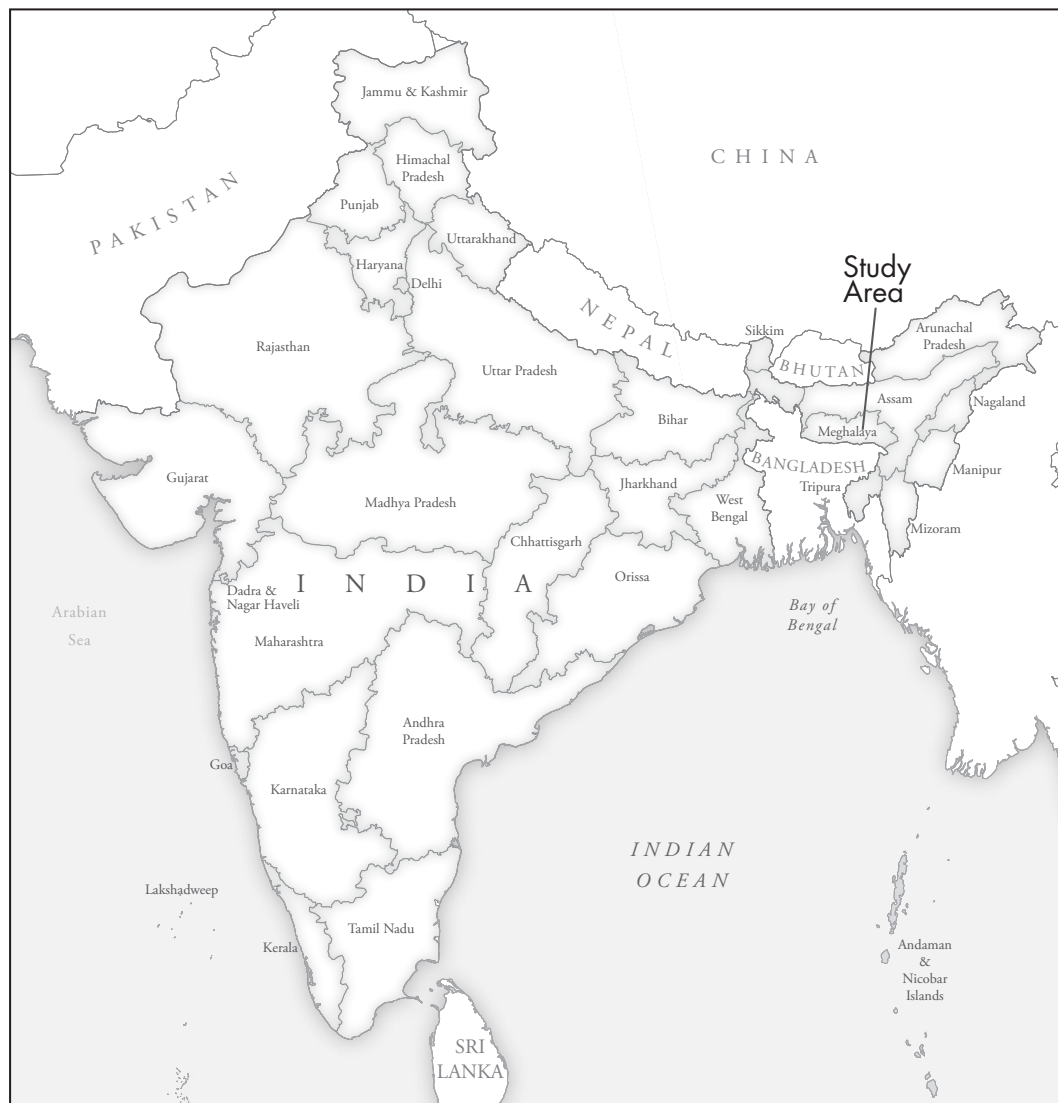 Jammu & Kashmir
CHINA
Himachal
Pradesh
PAKISTAN
Punjab
Uttarakhand
Haryana
Delhi
Study
Area
NEPAL
Sikkim
Arunachal
Pradesh
BHUTAN
Rajasthan
Uttar Pradesh
Assam
Nagaland
Bihar
Meghalaya
BANGLADESH
Manipur
Gujarat
Jharkhand
Tripura
Madhya Pradesh
West
Bengal
Mizoram
Chhattisgarh
INDIA
Orissa
Dadra &
Nagar Haveli
Arabian
Sea
Bay of
Bengal
Maharashtra
Andhra
Pradesh
Goa
Karnataka
INDIAN
OCEAN
Lakshadweep
Tamil Nadu
Kerala
Andaman
&
Nicobar
Islands
SRI
LANKA